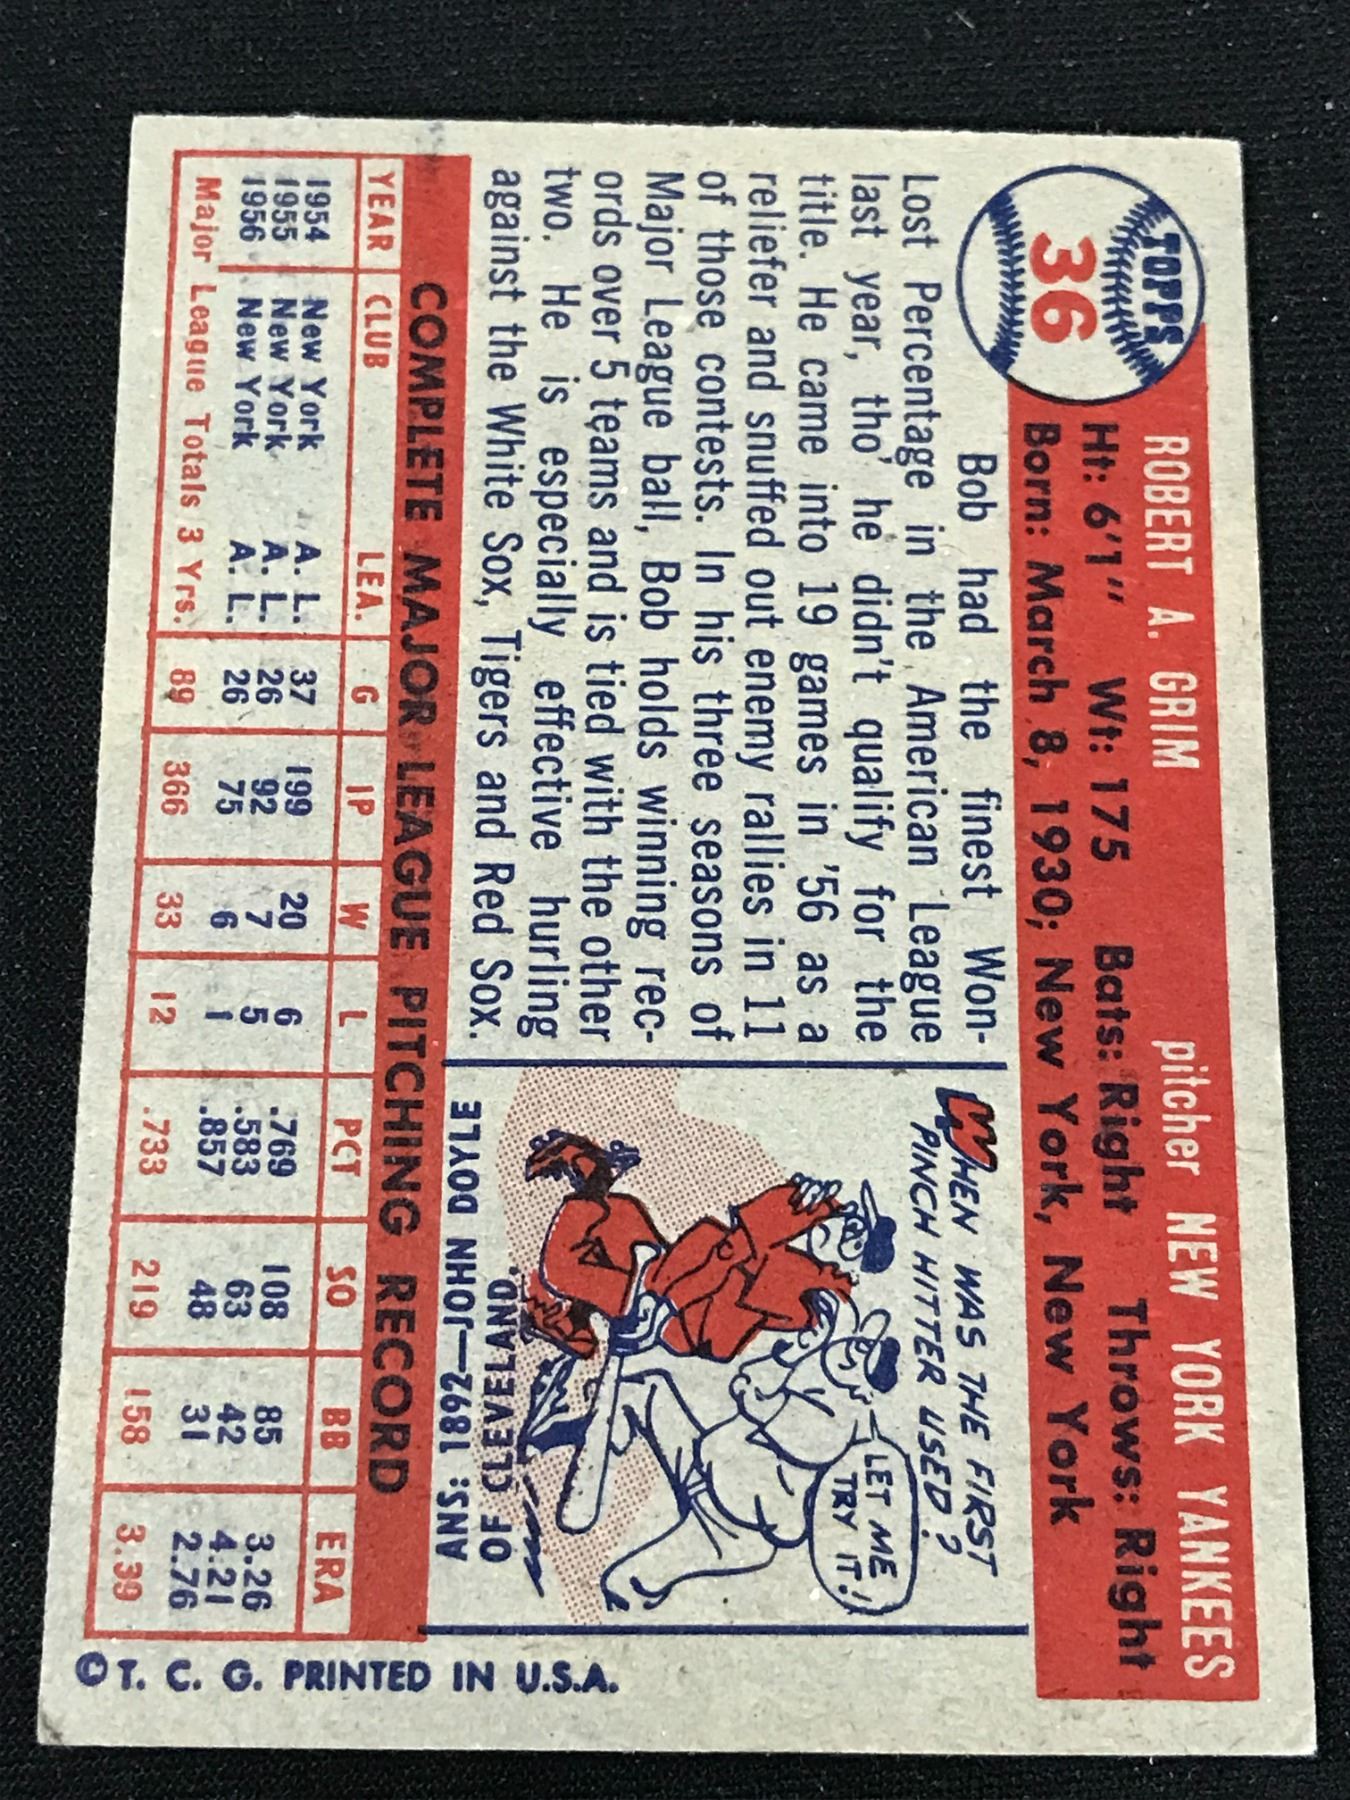 TOPPS
36
ROBERT A. GRIM pitcher NEW YORK YANKEES
Ht: 6'1" Wt: 175 Bats: Right Throws: Right
Born: March 8, 1930; New York, New York
Bob had the finest Won-
Lost Percentage in the American League
last year, tho' he didn't qualify for the
title. He came into 19 games in '56 as a
reliefer and snuffed out enemy rallies in 11
of those contests. In his three seasons of
Major League ball, Bob holds winning rec-
ords over 5 teams and is tied with the other
two. He is especially effective hurling
against the White Sox, Tigers and Red Sox.
WHEN WAS THE FIRST
PINCH HITTER USED?
LET ME
TRY IT!
ANS: 1892—JOHN DOYLE
OF CLEVELAND.
COMPLETE MAJOR LEAGUE PITCHING RECORD
YEAR CLUB LEA. G IP W L PCT SO BB ERA
1954 New York A. L. 37 199 20 6 .769 108 85 3.26
1955 New York A. L. 26 92 7 5 .583 63 42 4.21
1956 New York A. L. 26 75 6 1 .857 48 31 2.76
Major League Totals 3 Yrs. 89 366 33 12 .733 219 158 3.39
© T. C. G. PRINTED IN U.S.A.